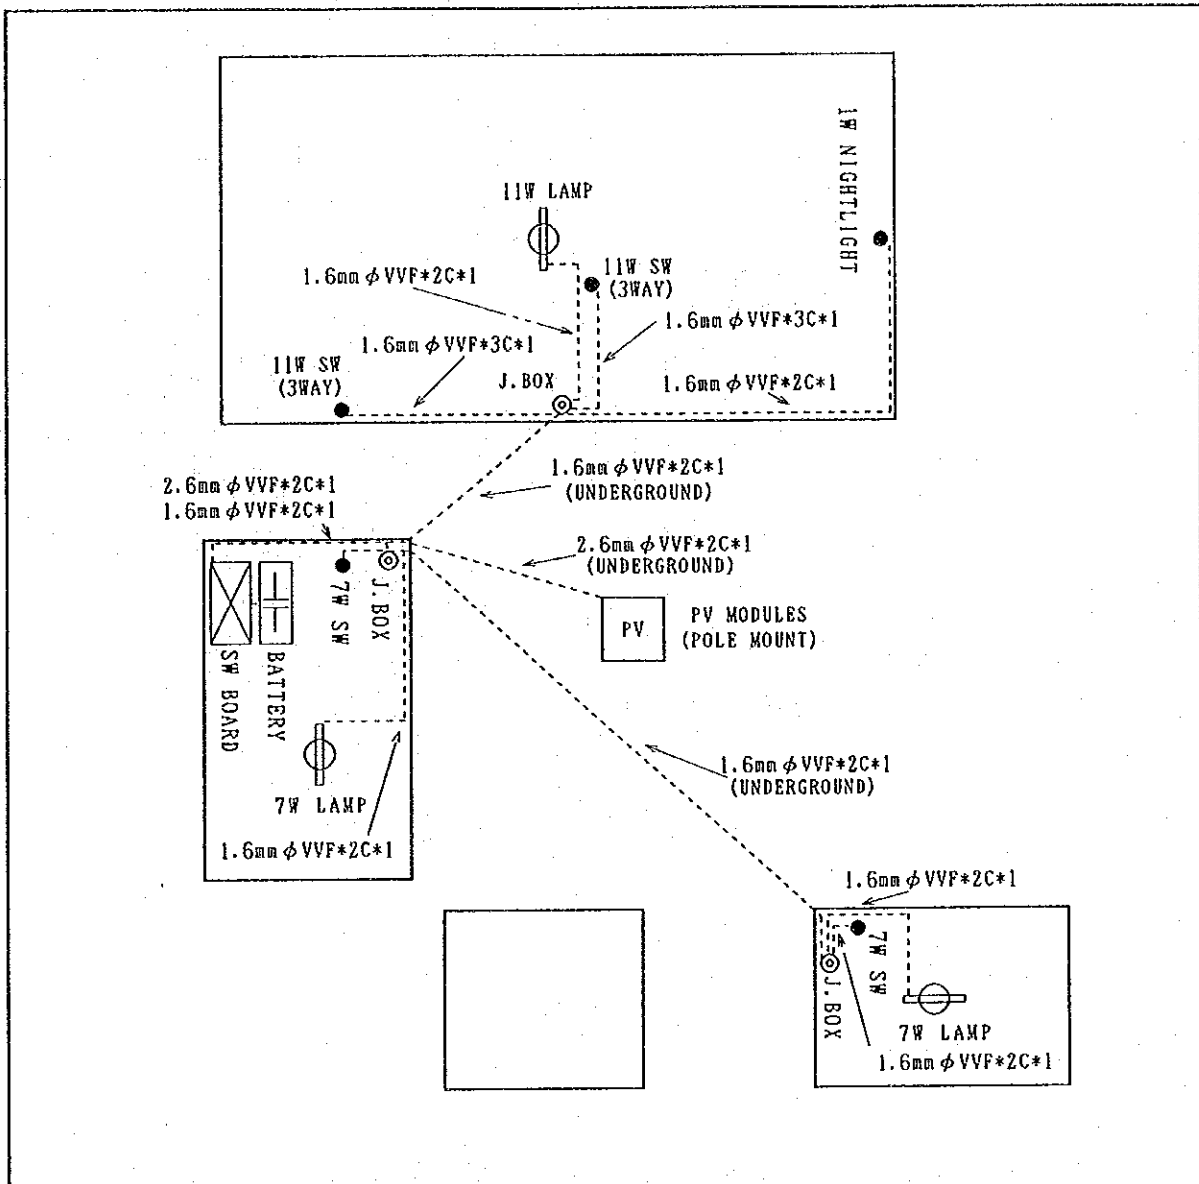 1W NIGHTLIGHT
11W LAMP
1.6mmφVVF*2C*1
11W SW
(3WAY)
1.6mmφVVF*3C*1
1.6mmφVVF*3C*1
11W SW
(3WAY)
J.BOX
1.6mmφVVF*2C*1
1.6mmφVVF*2C*1
(UNDERGROUND)
2.6mmφVVF*2C*1
1.6mmφVVF*2C*1
2.6mmφVVF*2C*1
(UNDERGROUND)
SW BOARD
BATTERY
7W SW
J.BOX
PV
PV MODULES
(POLE MOUNT)
1.6mmφVVF*2C*1
(UNDERGROUND)
7W LAMP
1.6mmφVVF*2C*1
1.6mmφVVF*2C*1
7W SW
J.BOX
7W LAMP
1.6mmφVVF*2C*1